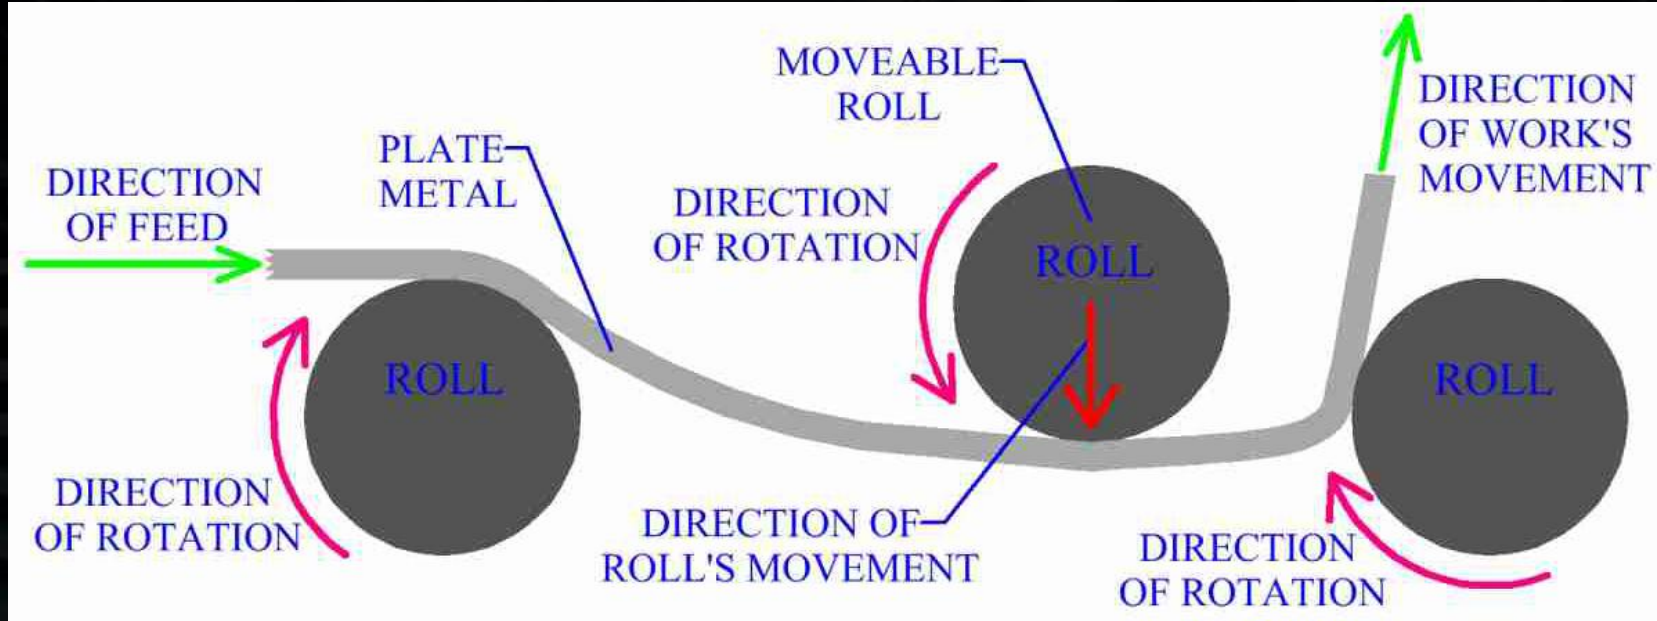 DIRECTION
OF FEED
PLATE
METAL
MOVEABLE
ROLL
DIRECTION
OF ROTATION
ROLL
DIRECTION
OF WORK'S
MOVEMENT
ROLL
ROLL
DIRECTION
OF ROTATION
DIRECTION OF
ROLL'S MOVEMENT
DIRECTION
OF ROTATION